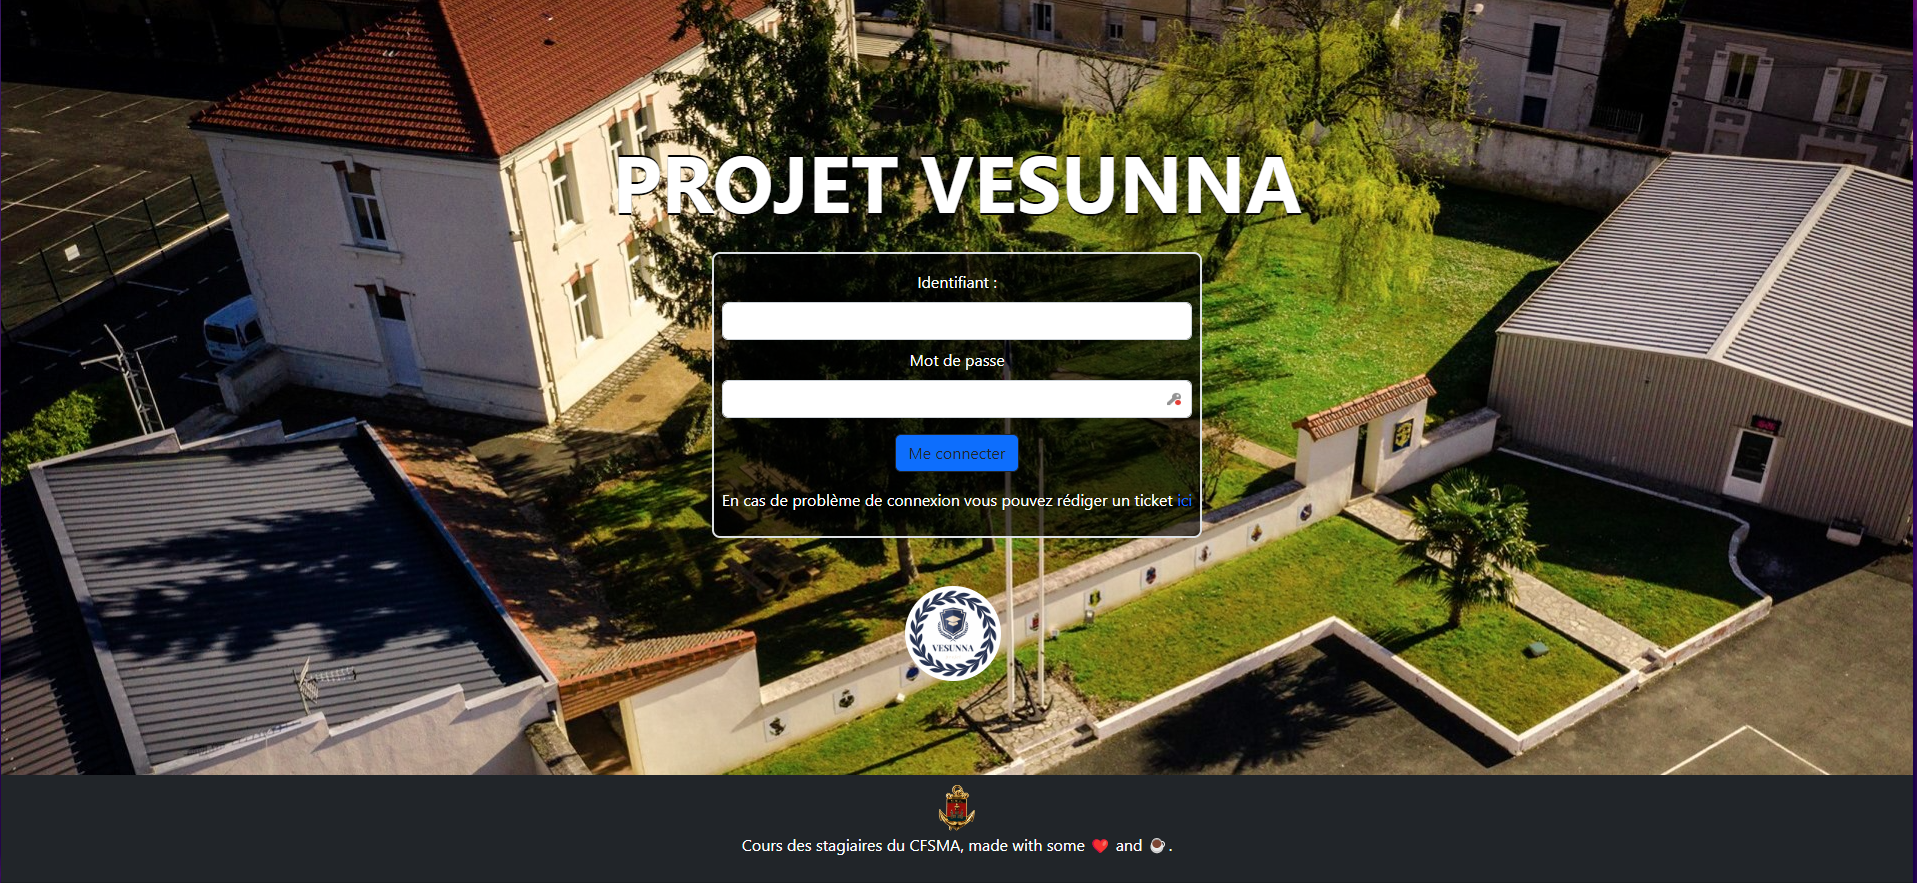 PROJET VESUNNA
Identifiant :
Mot de passe
Me connecter
En cas de problème de connexion vous pouvez rédiger un ticket ici
VESUNNA
Cours des stagiaires du CFSMA, made with some ❤️ and ☕.